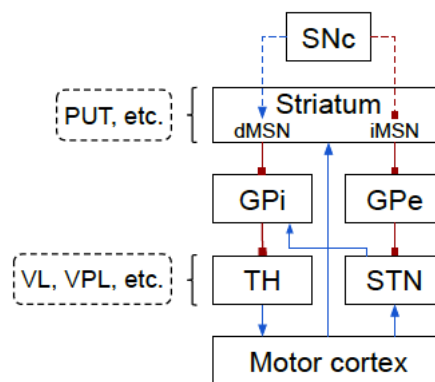 SNc
PUT, etc.
Striatum
dMSN iMSN
GPi GPe
VL, VPL, etc.
TH STN
Motor cortex